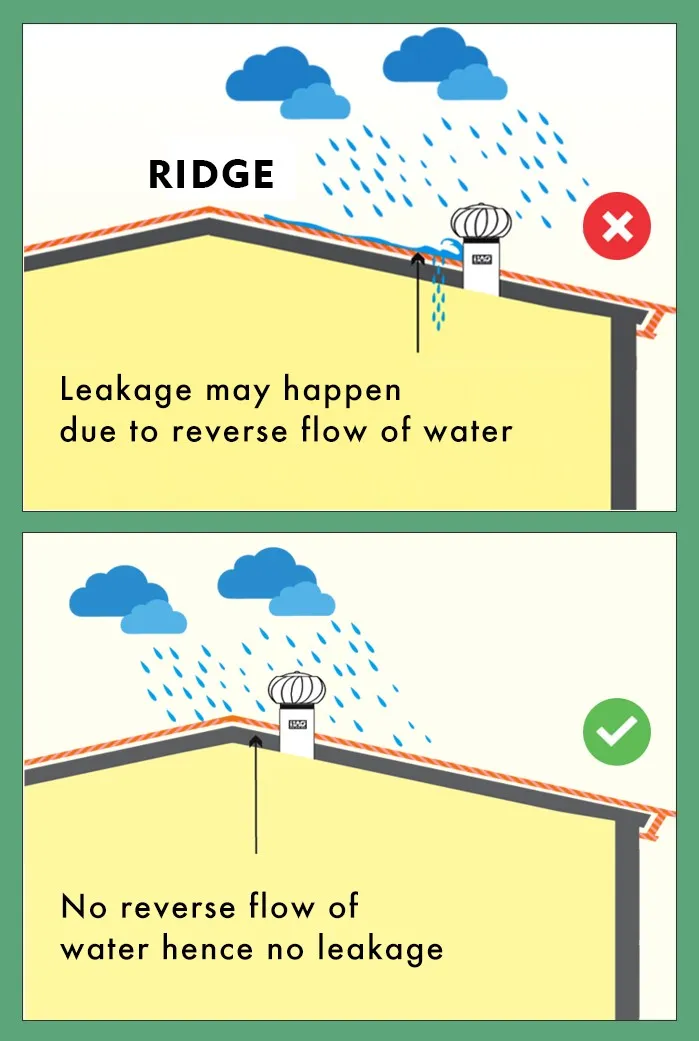 RIDGE
Leakage may happen
due to reverse flow of water
No reverse flow of
water hence no leakage